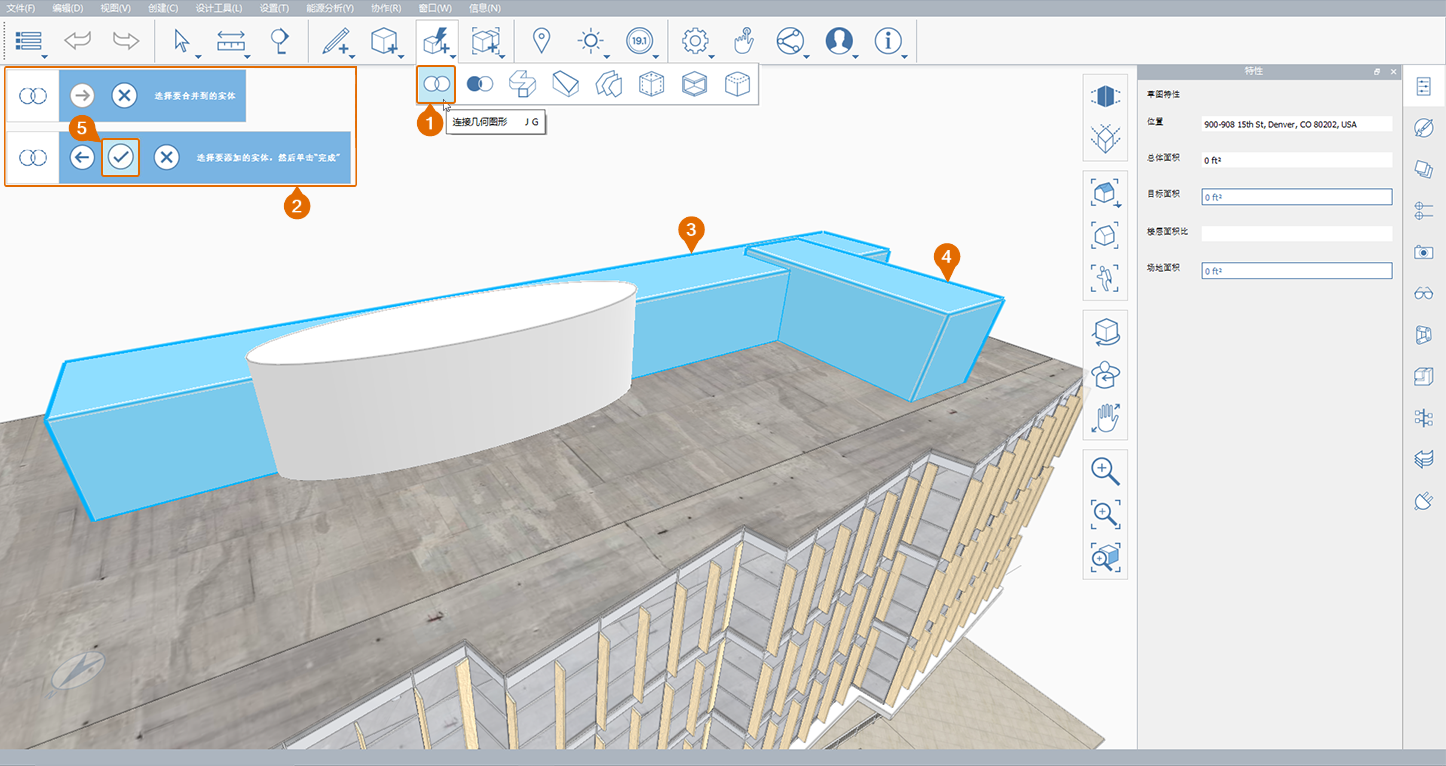 文件(F) 编辑(D) 视图(V) 创建(C) 设计工具(L) 设置(T) 能源分析(Y) 协作(R) 窗口(W) 信息(N)
19.1
特性
选择要合并到的实体
5
选择要添加的实体，然后单击“完成”
2
1
连接几何图形 J G
3
4
草图特性
位置 900-908 15th St, Denver, CO 80202, USA
总体面积 0 ft²
目标面积 0 ft²
楼层面积比
场地面积 0 ft²